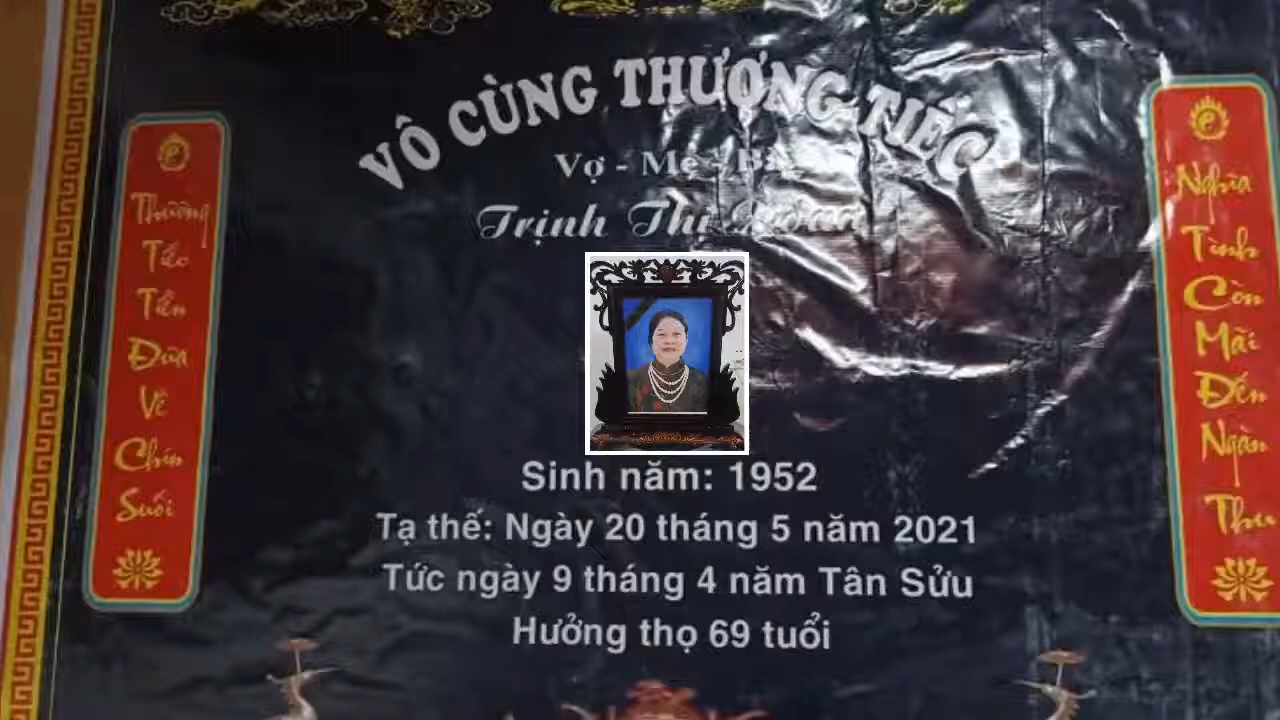 VÔ CÙNG THƯƠNG TIẾC
Vợ - Mẹ - Bà
Trịnh Thị
Thương
Tiếc
Tiễn
Đưa
Về
Chín
Suối
Nghĩa
Tình
Còn
Mãi
Đến
Ngàn
Thu
Sinh năm: 1952
Tạ thế: Ngày 20 tháng 5 năm 2021
Tức ngày 9 tháng 4 năm Tân Sửu
Hưởng thọ 69 tuổi